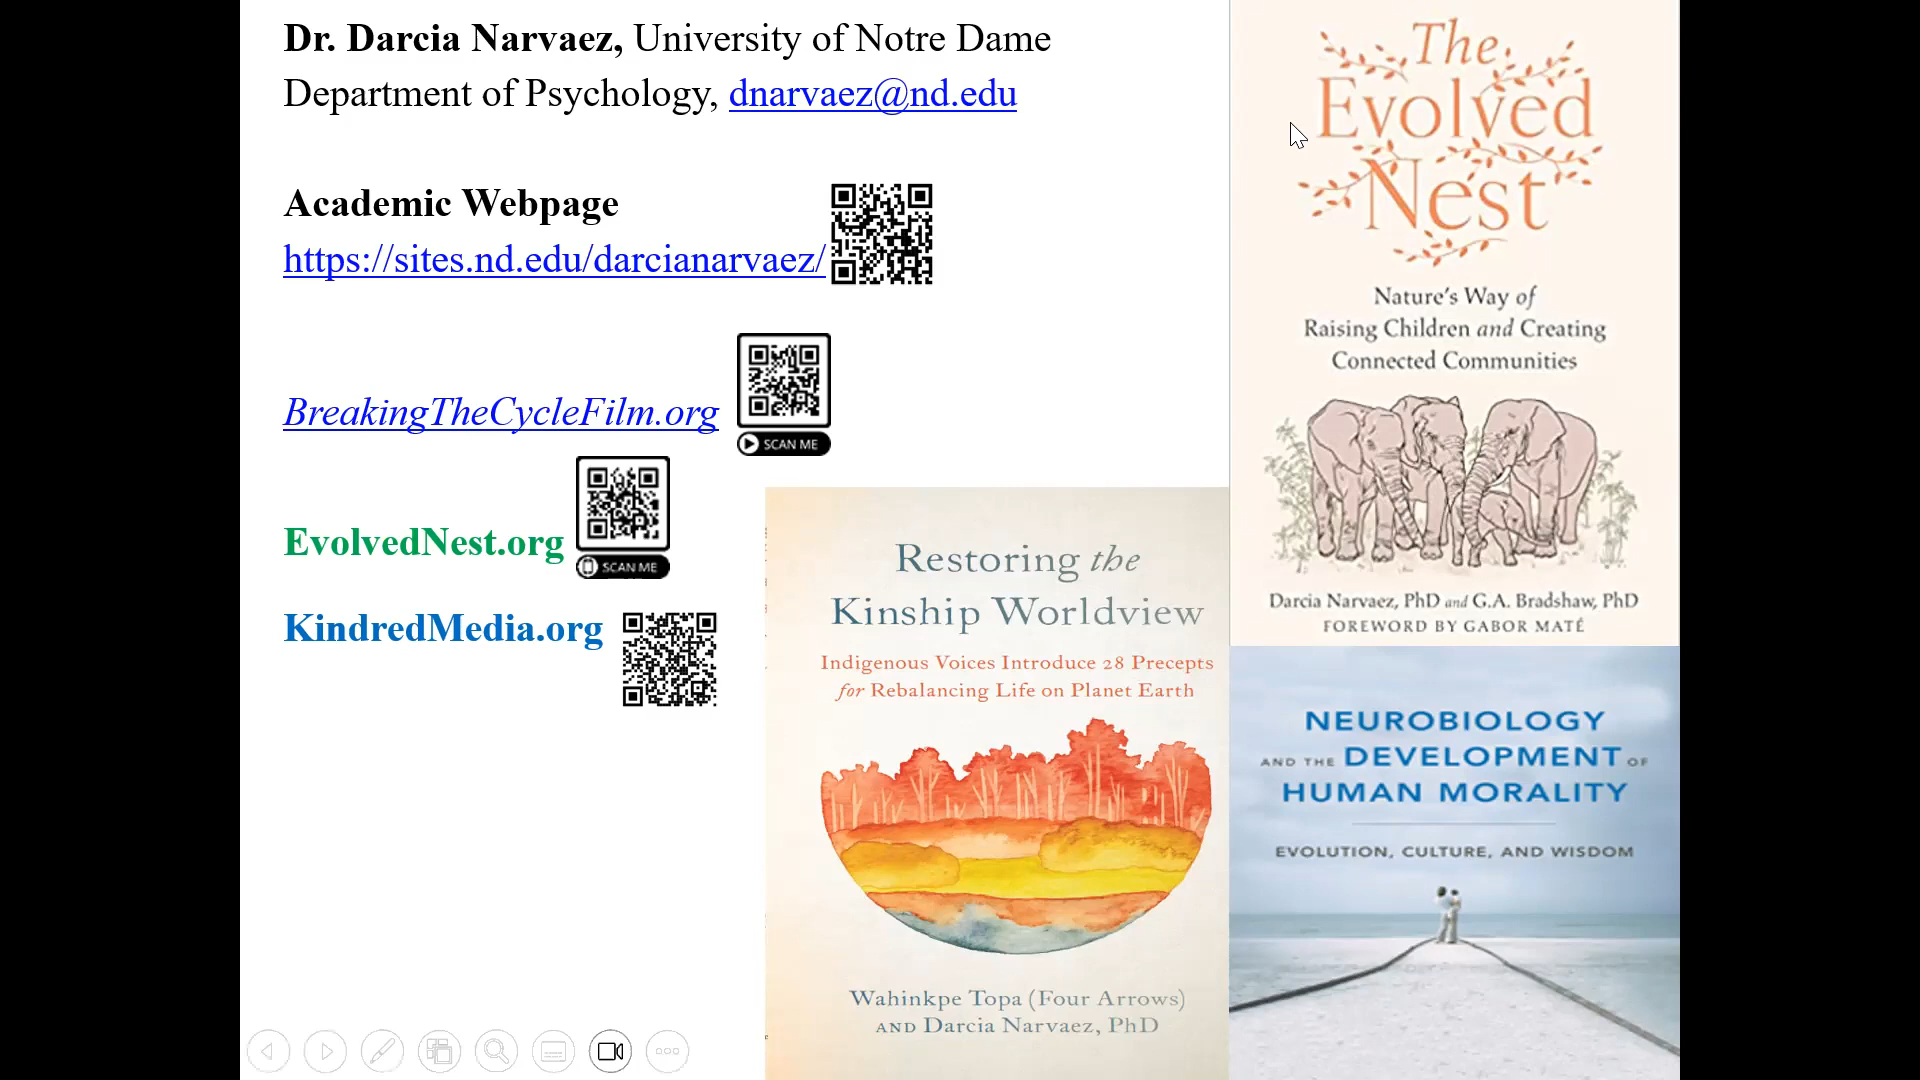 Dr. Darcia Narvaez, University of Notre Dame
Department of Psychology, dnarvaez@nd.edu
Academic Webpage
https://sites.nd.edu/darcianarvaez/
BreakingTheCycleFilm.org
SCAN ME
EvolvedNest.org
SCAN ME
KindredMedia.org
Restoring the
Kinship Worldview
Indigenous Voices Introduce 28 Precepts
for Rebalancing Life on Planet Earth
Wahinkpe Topa (Four Arrows)
AND Darcia Narvaez, PhD
The
Evolved
Nest
Nature's Way of
Raising Children and Creating
Connected Communities
Darcia Narvaez, PhD and G.A. Bradshaw, PhD
FOREWORD BY GABOR MATÉ
NEUROBIOLOGY
AND THE DEVELOPMENT OF
HUMAN MORALITY
EVOLUTION, CULTURE, AND WISDOM